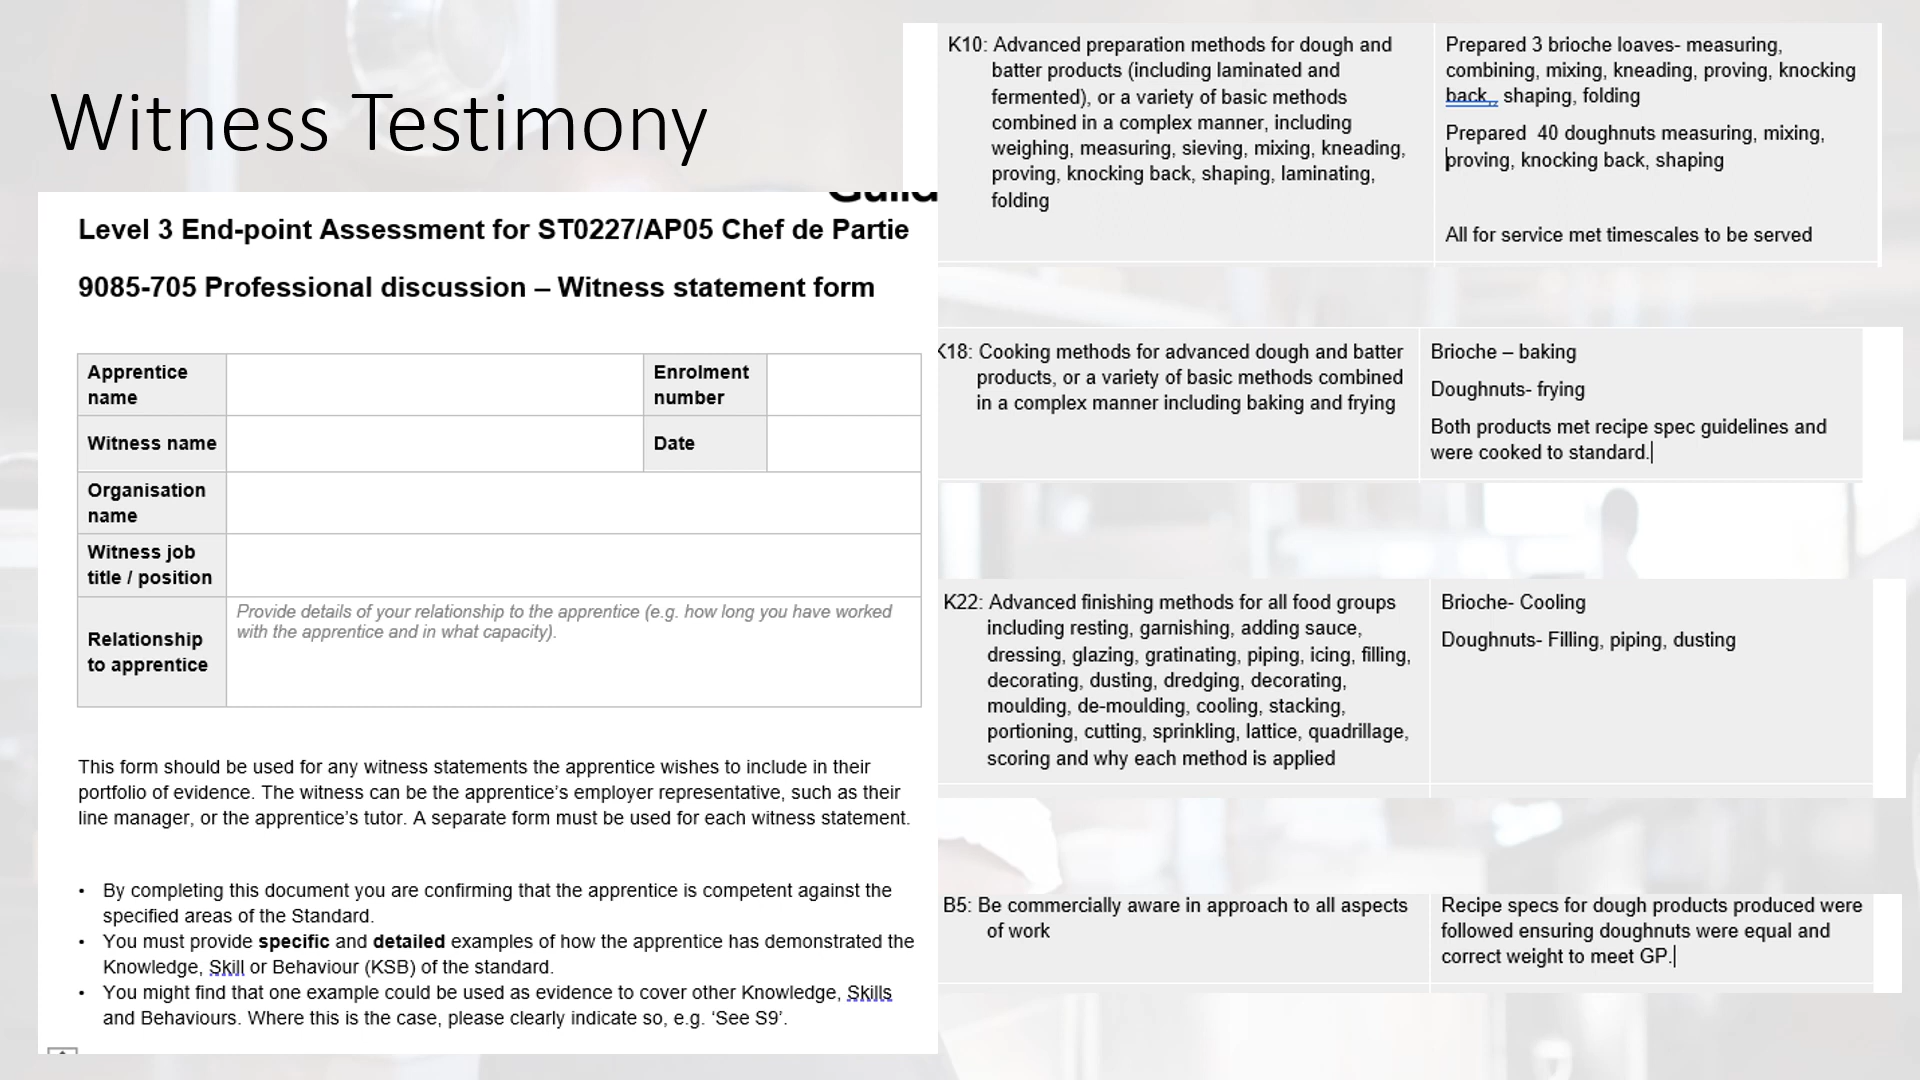 Witness Testimony
Guild
Level 3 End-point Assessment for ST0227/AP05 Chef de Partie
9085-705 Professional discussion – Witness statement form
Apprentice
name
Enrolment
number
Witness name
Date
Organisation
name
Witness job
title / position
Relationship
to apprentice
Provide details of your relationship to the apprentice (e.g. how long you have worked
with the apprentice and in what capacity).
This form should be used for any witness statements the apprentice wishes to include in their
portfolio of evidence. The witness can be the apprentice's employer representative, such as their
line manager, or the apprentice's tutor. A separate form must be used for each witness statement.
• By completing this document you are confirming that the apprentice is competent against the
specified areas of the Standard.
• You must provide specific and detailed examples of how the apprentice has demonstrated the
Knowledge, Skill or Behaviour (KSB) of the standard.
• You might find that one example could be used as evidence to cover other Knowledge, Skills
and Behaviours. Where this is the case, please clearly indicate so, e.g. 'See S9'.
K10: Advanced preparation methods for dough and
batter products (including laminated and
fermented), or a variety of basic methods
combined in a complex manner, including
weighing, measuring, sieving, mixing, kneading,
proving, knocking back, shaping, laminating,
folding
Prepared 3 brioche loaves- measuring,
combining, mixing, kneading, proving, knocking
back,, shaping, folding
Prepared 40 doughnuts measuring, mixing,
proving, knocking back, shaping
All for service met timescales to be served
K18: Cooking methods for advanced dough and batter
products, or a variety of basic methods combined
in a complex manner including baking and frying
Brioche – baking
Doughnuts- frying
Both products met recipe spec guidelines and
were cooked to standard.
K22: Advanced finishing methods for all food groups
including resting, garnishing, adding sauce,
dressing, glazing, gratinating, piping, icing, filling,
decorating, dusting, dredging, decorating,
moulding, de-moulding, cooling, stacking,
portioning, cutting, sprinkling, lattice, quadrillage,
scoring and why each method is applied
Brioche- Cooling
Doughnuts- Filling, piping, dusting
B5: Be commercially aware in approach to all aspects
of work
Recipe specs for dough products produced were
followed ensuring doughnuts were equal and
correct weight to meet GP.